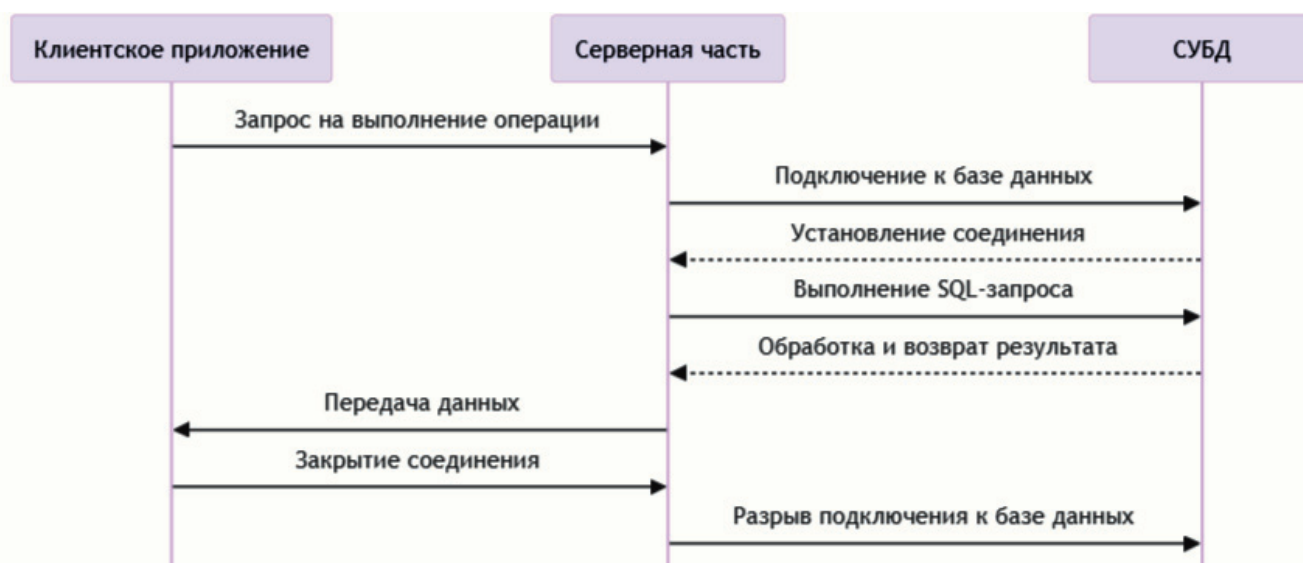 Клиентское приложение
Серверная часть
СУБД
Запрос на выполнение операции
Подключение к базе данных
Установление соединения
Выполнение SQL-запроса
Обработка и возврат результата
Передача данных
Закрытие соединения
Разрыв подключения к базе данных